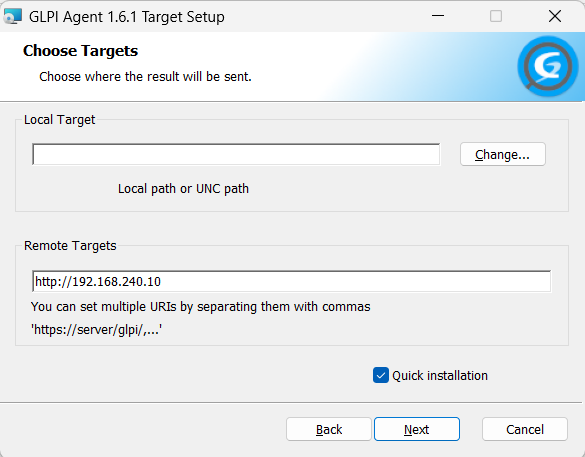 GLPI Agent 1.6.1 Target Setup
Choose Targets
Choose where the result will be sent.
Local Target
Change...
Local path or UNC path
Remote Targets
http://192.168.240.10
You can set multiple URIs by separating them with commas
'https://server/glpi/,...'
Quick installation
Back Next Cancel